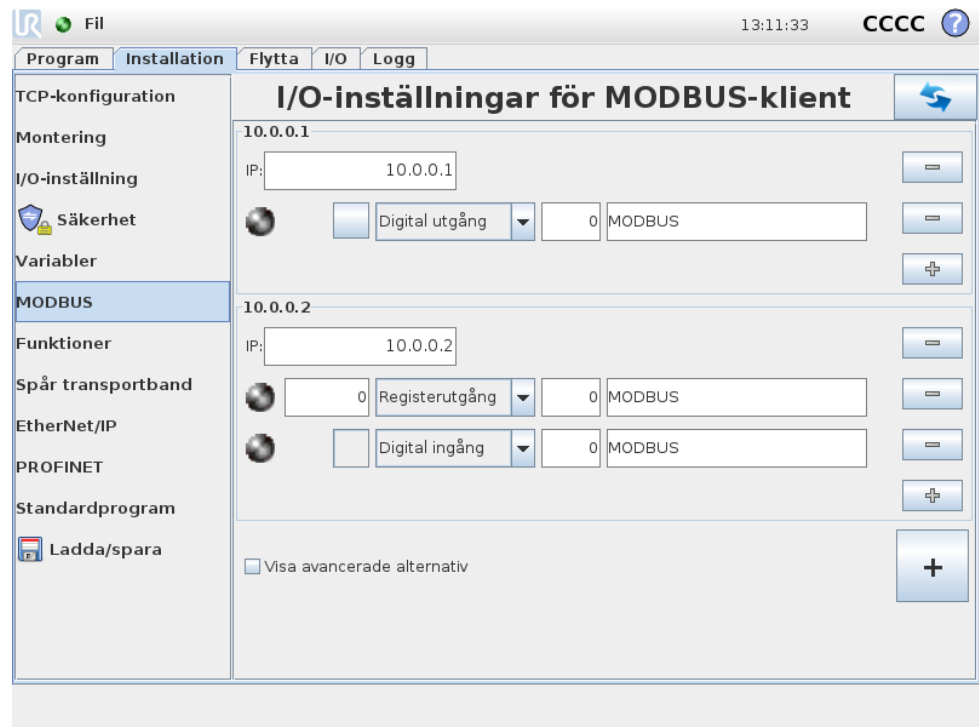 UR Fil 13:11:33 CCCC ?
Program Installation Flytta I/O Logg
TCP-konfiguration
Montering
I/O-inställning
Säkerhet
Variabler
MODBUS
Funktioner
Spår transportband
EtherNet/IP
PROFINET
Standardprogram
Ladda/spara
I/O-inställningar för MODBUS-klient
10.0.0.1
IP: 10.0.0.1
Digital utgång 0 MODBUS
10.0.0.2
IP: 10.0.0.2
0 Registerutgång 0 MODBUS
Digital ingång 0 MODBUS
Visa avancerade alternativ